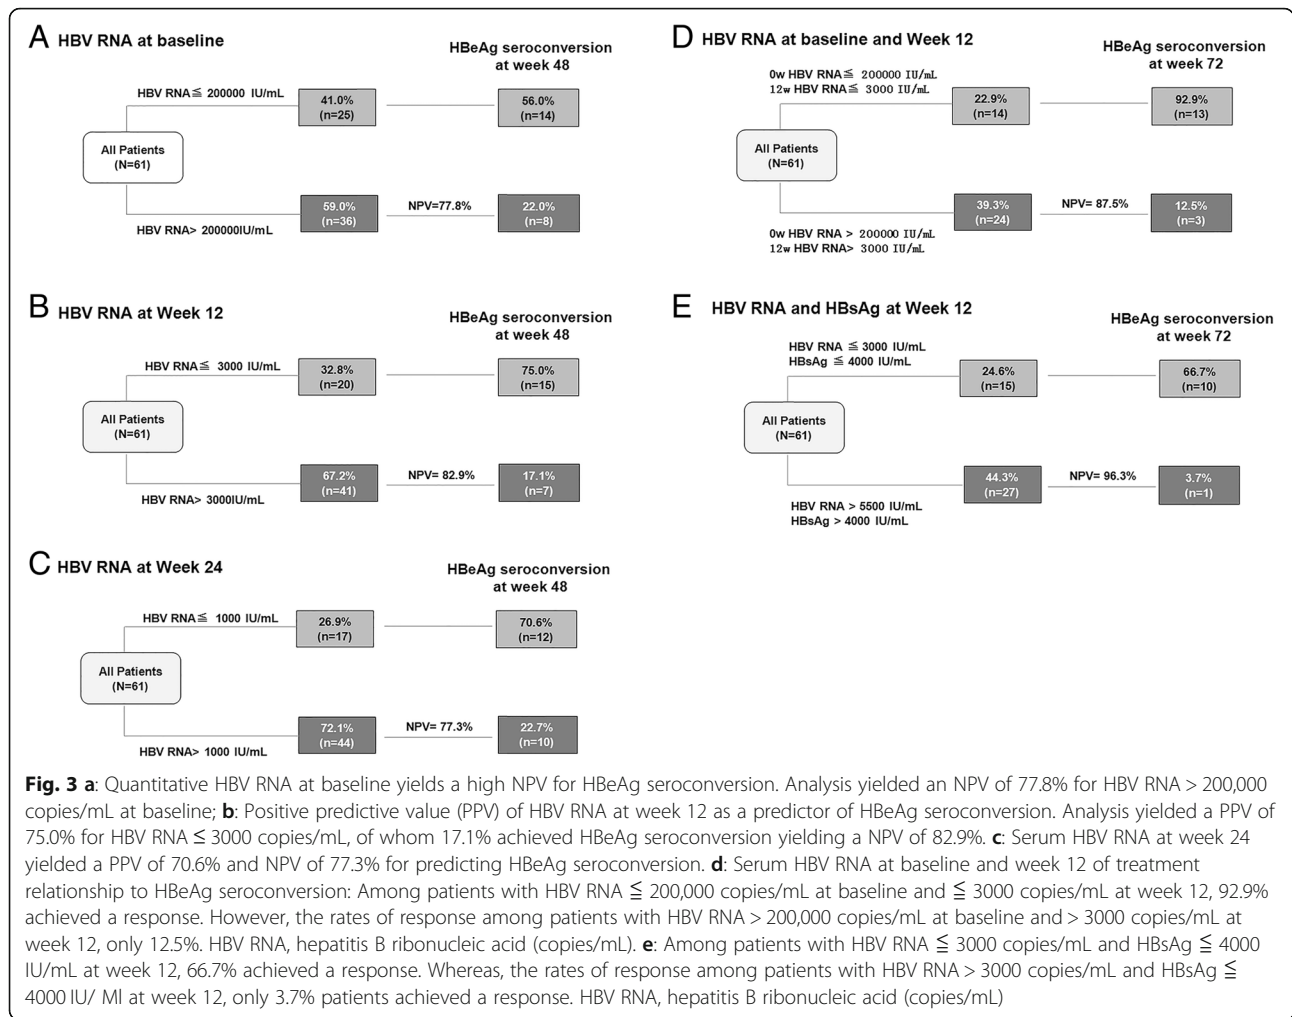 A HBV RNA at baseline
HBeAg seroconversion
at week 48
HBV RNA≦ 200000 IU/mL
41.0%
(n=25)
56.0%
(n=14)
All Patients
(N=61)
59.0%
(n=36)
NPV=77.8%
22.0%
(n=8)
HBV RNA> 200000IU/mL
B HBV RNA at Week 12
HBeAg seroconversion
at week 48
HBV RNA≦ 3000 IU/mL
32.8%
(n=20)
75.0%
(n=15)
All Patients
(N=61)
67.2%
(n=41)
NPV= 82.9%
17.1%
(n=7)
HBV RNA> 3000IU/mL
C HBV RNA at Week 24
HBeAg seroconversion
at week 48
HBV RNA≦ 1000 IU/mL
26.9%
(n=17)
70.6%
(n=12)
All Patients
(N=61)
72.1%
(n=44)
NPV= 77.3%
22.7%
(n=10)
HBV RNA> 1000 IU/mL
D HBV RNA at baseline and Week 12
HBeAg seroconversion
at week 72
0w HBV RNA≦ 200000 IU/mL
12w HBV RNA≦ 3000 IU/mL
22.9%
(n=14)
92.9%
(n=13)
All Patients
(N=61)
39.3%
(n=24)
NPV= 87.5%
12.5%
(n=3)
0w HBV RNA > 200000 IU/mL
12w HBV RNA> 3000 IU/mL
E HBV RNA and HBsAg at Week 12
HBeAg seroconversion
at week 72
HBV RNA ≦ 3000 IU/mL
HBsAg ≦ 4000 IU/mL
24.6%
(n=15)
66.7%
(n=10)
All Patients
(N=61)
44.3%
(n=27)
NPV= 96.3%
3.7%
(n=1)
HBV RNA > 5500 IU/mL
HBsAg > 4000 IU/mL
Fig. 3 a: Quantitative HBV RNA at baseline yields a high NPV for HBeAg seroconversion. Analysis yielded an NPV of 77.8% for HBV RNA > 200,000
copies/mL at baseline; b: Positive predictive value (PPV) of HBV RNA at week 12 as a predictor of HBeAg seroconversion. Analysis yielded a PPV of
75.0% for HBV RNA ≤ 3000 copies/mL, of whom 17.1% achieved HBeAg seroconversion yielding a NPV of 82.9%. c: Serum HBV RNA at week 24
yielded a PPV of 70.6% and NPV of 77.3% for predicting HBeAg seroconversion. d: Serum HBV RNA at baseline and week 12 of treatment
relationship to HBeAg seroconversion: Among patients with HBV RNA ≦ 200,000 copies/mL at baseline and ≦ 3000 copies/mL at week 12, 92.9%
achieved a response. However, the rates of response among patients with HBV RNA > 200,000 copies/mL at baseline and > 3000 copies/mL at
week 12, only 12.5%. HBV RNA, hepatitis B ribonucleic acid (copies/mL). e: Among patients with HBV RNA ≦ 3000 copies/mL and HBsAg ≦ 4000
IU/mL at week 12, 66.7% achieved a response. Whereas, the rates of response among patients with HBV RNA > 3000 copies/mL and HBsAg ≦
4000 IU/ Ml at week 12, only 3.7% patients achieved a response. HBV RNA, hepatitis B ribonucleic acid (copies/mL)